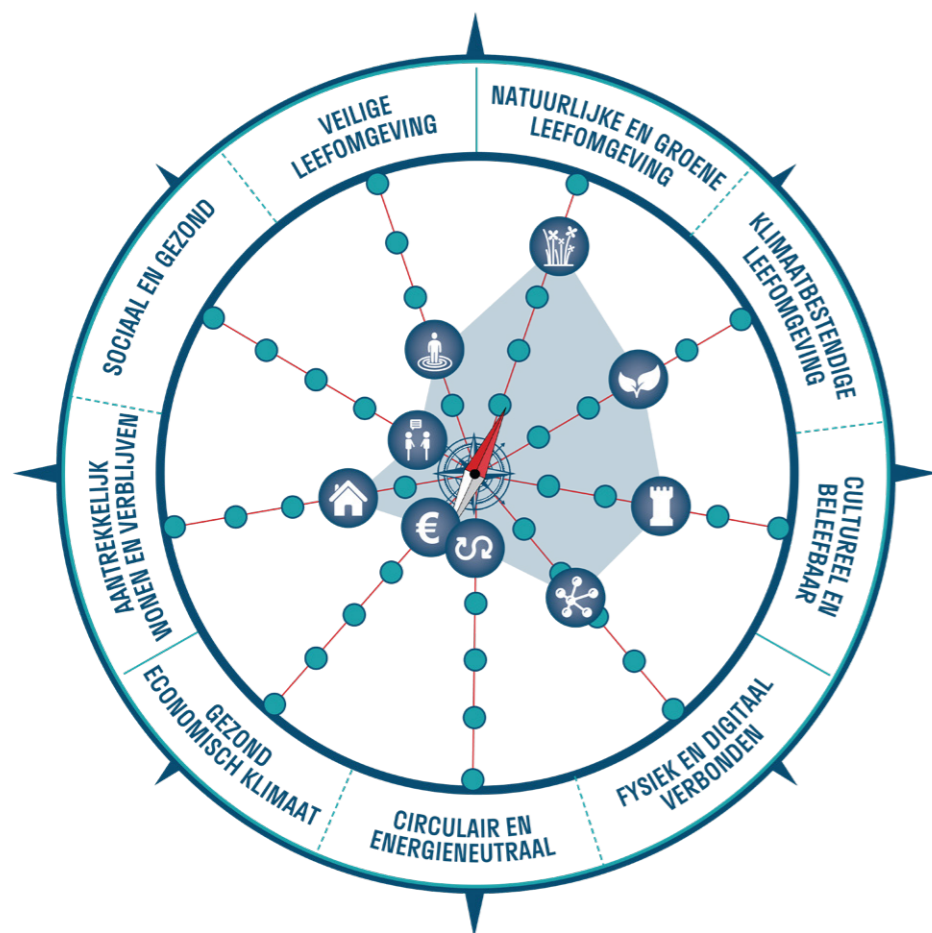 NATUURLIJKE EN GROENE
LEEFOMGEVING
KLIMAATBESTENDIGE
LEEFOMGEVING
CULTUREEL EN
BELEEFBAAR
FYSIEK EN DIGITAAL
VERBONDEN
CIRCULAIR EN
ENERGIENEUTRAAL
GEZOND
ECONOMISCH KLIMAAT
AANTREKKELIJK
WONEN EN VERBLIJVEN
SOCIAAL EN GEZOND
VEILIGE
LEEFOMGEVING
€